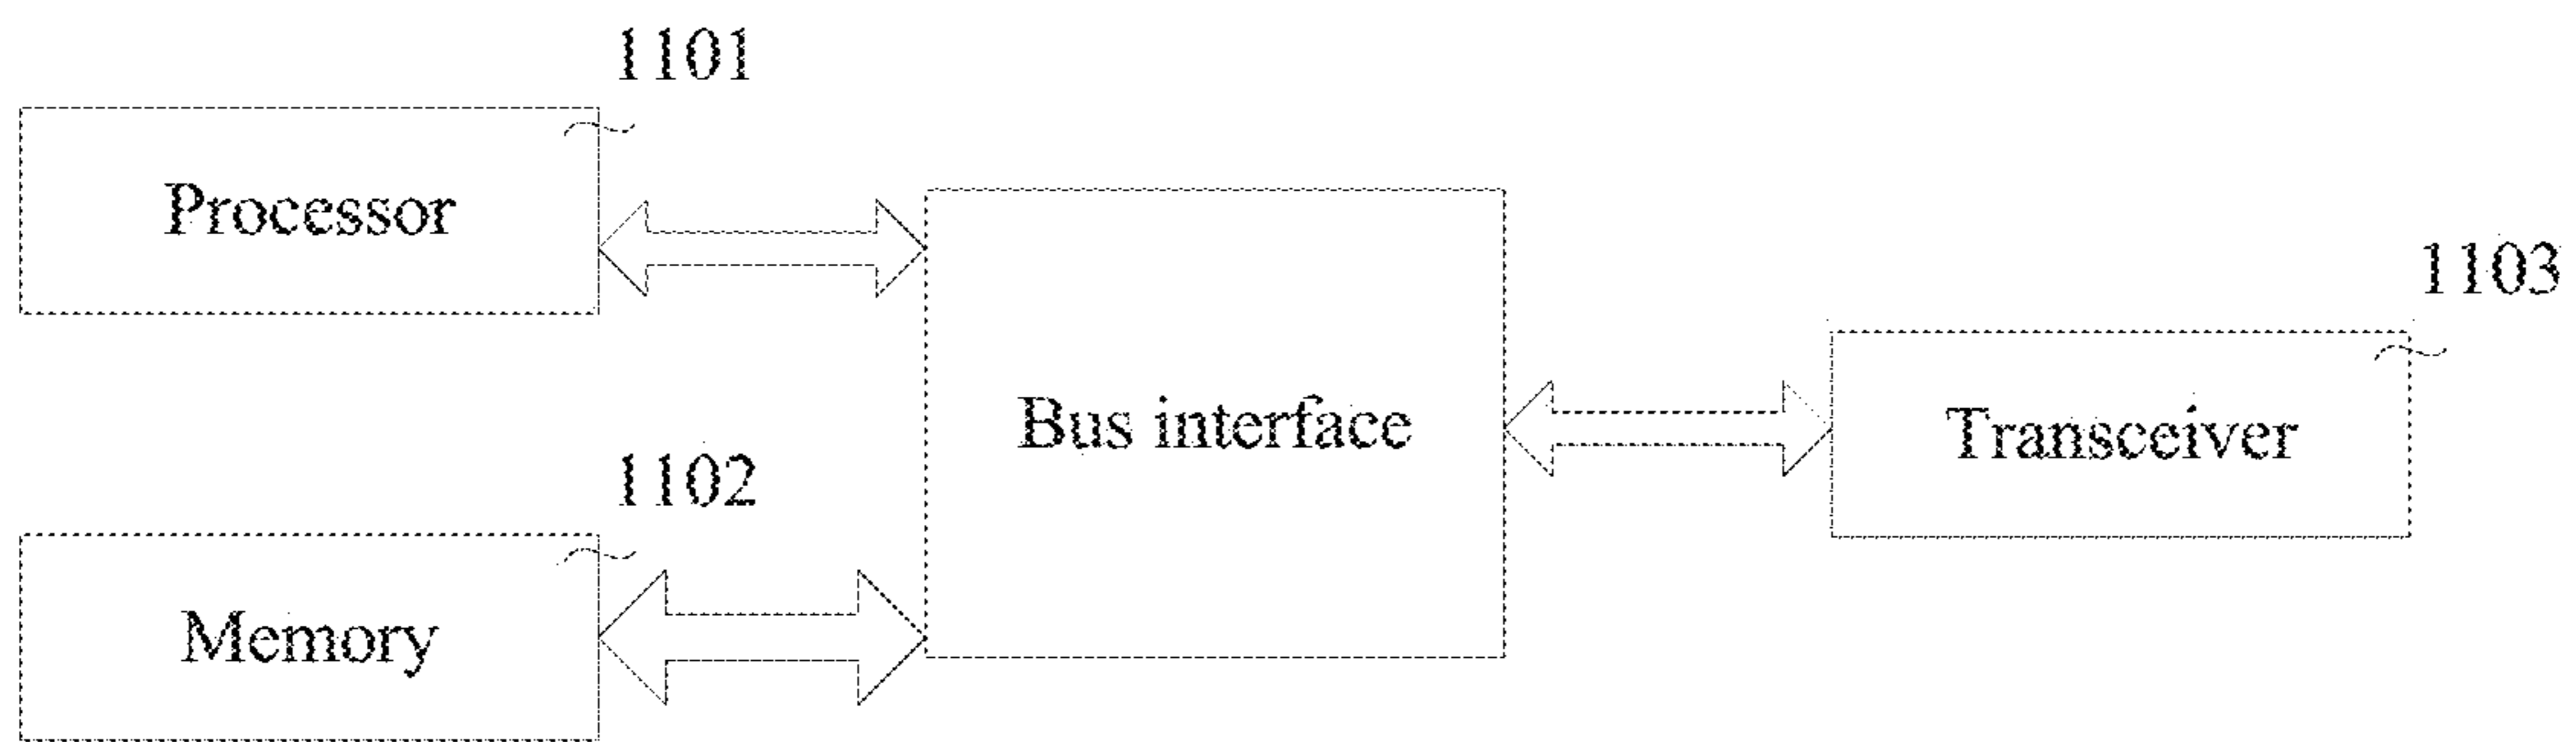 1101
Processor
1103
Bus interface
Transceiver
1102
Memory